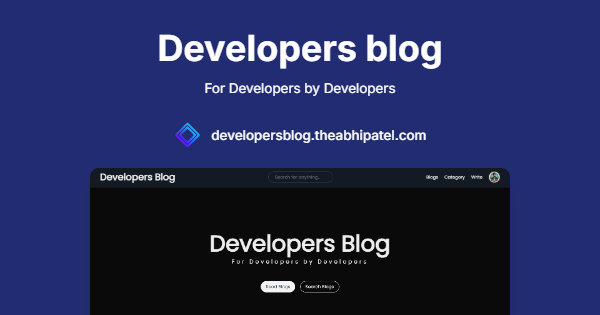 Developers blog
For Developers by Developers
developersblog.theabhipatel.com
Developers Blog
Search for anything...
Blogs Category Write
Developers Blog
For Developers by Developers
Read Blogs Search Blogs